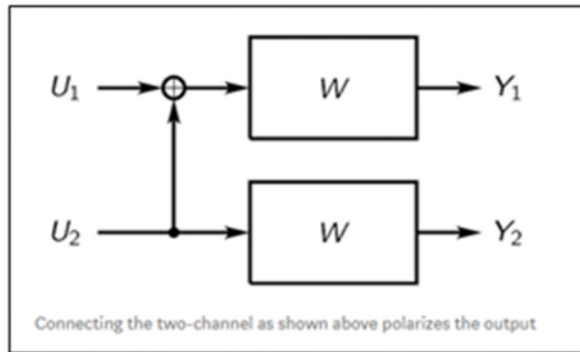 U₁ W Y₁
U₂ W Y₂
Connecting the two-channel as shown above polarizes the output